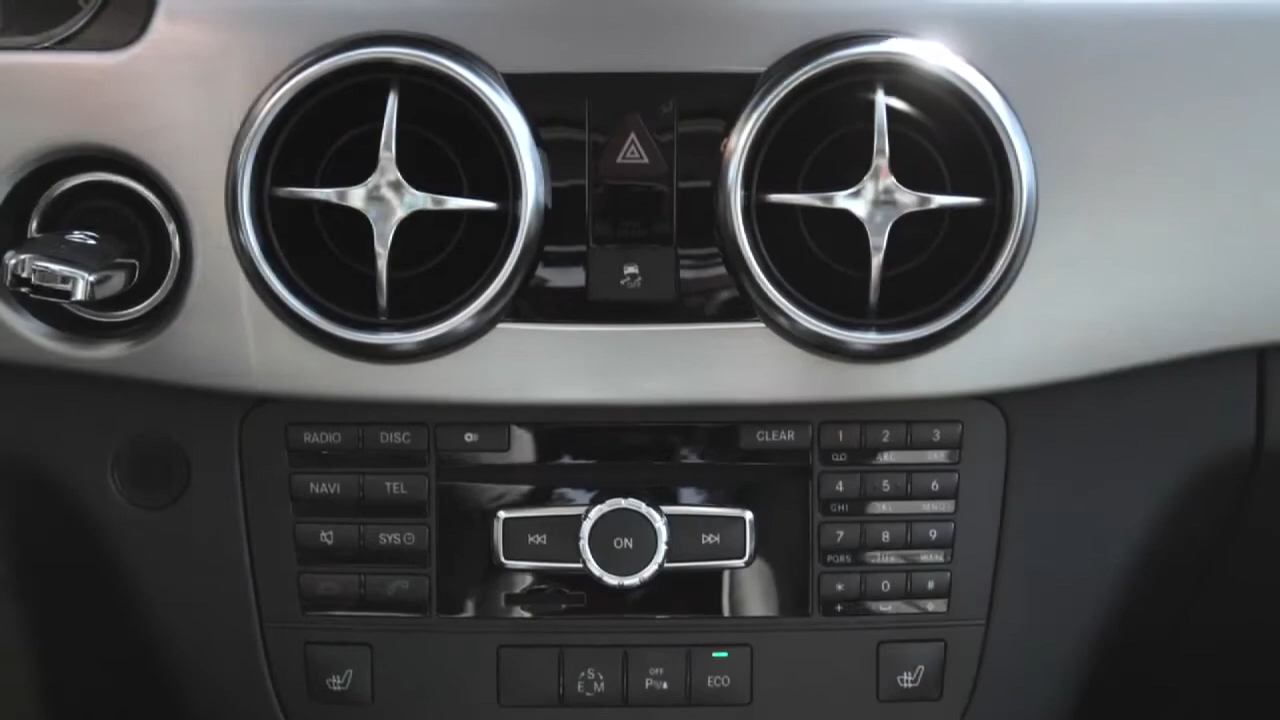 RADIO DISC CLEAR 1 2 3
NAVI TEL 4 5 6
GHI
SYS ON 7 8 9
PQRS
* 0 #
+
S
E M
OFF
ECO